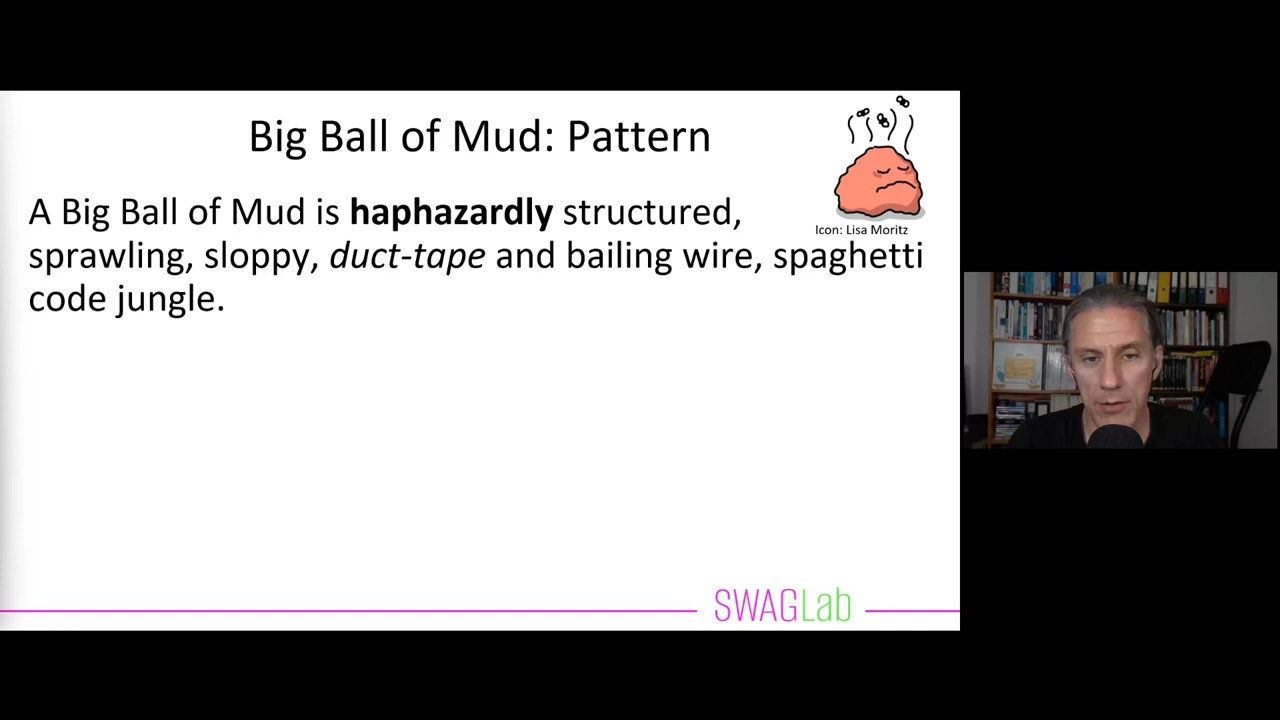 Big Ball of Mud: Pattern
A Big Ball of Mud is haphazardly structured,
Icon: Lisa Moritz
sprawling, sloppy, duct-tape and bailing wire, spaghetti
code jungle.
SWAGLab